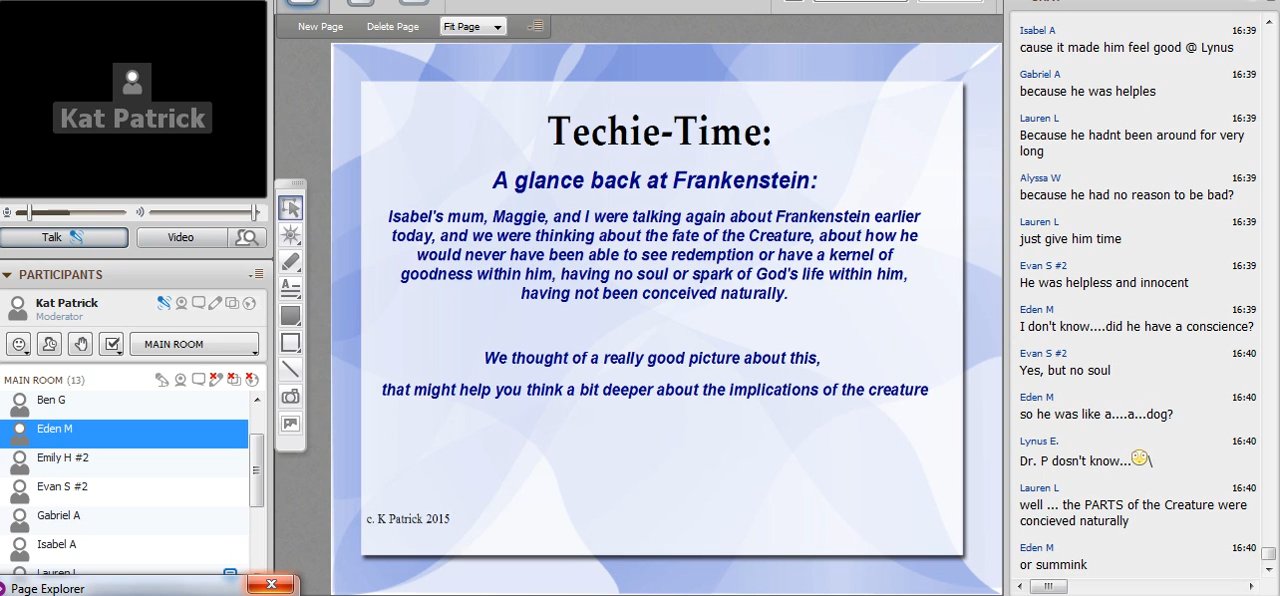 New Page
Delete Page
Fit Page
Kat Patrick
Talk
Video
PARTICIPANTS
Kat Patrick
Moderator
MAIN ROOM
MAIN ROOM (13)
Ben G
Eden M
Emily H #2
Evan S #2
Gabriel A
Isabel A
Lauren L
Page Explorer
Techie-Time:
A glance back at Frankenstein:
Isabel's mum, Maggie, and I were talking again about Frankenstein earlier
today, and we were thinking about the fate of the Creature, about how he
would never have been able to see redemption or have a kernel of
goodness within him, having no soul or spark of God's life within him,
having not been conceived naturally.
We thought of a really good picture about this,
that might help you think a bit deeper about the implications of the creature
c. K Patrick 2015
Isabel A 16:39
cause it made him feel good @ Lynus
Gabriel A 16:39
because he was helples
Lauren L 16:39
Because he hadnt been around for very
long
Alyssa W 16:39
because he had no reason to be bad?
Lauren L 16:39
just give him time
Evan S #2 16:39
He was helpless and innocent
Eden M 16:39
I don't know....did he have a conscience?
Evan S #2 16:40
Yes, but no soul
Eden M 16:40
so he was like a....a...dog?
Lynus E. 16:40
Dr. P dosn't know...\
Lauren L 16:40
well ... the PARTS of the Creature were
concieved naturally
Eden M 16:40
or summink